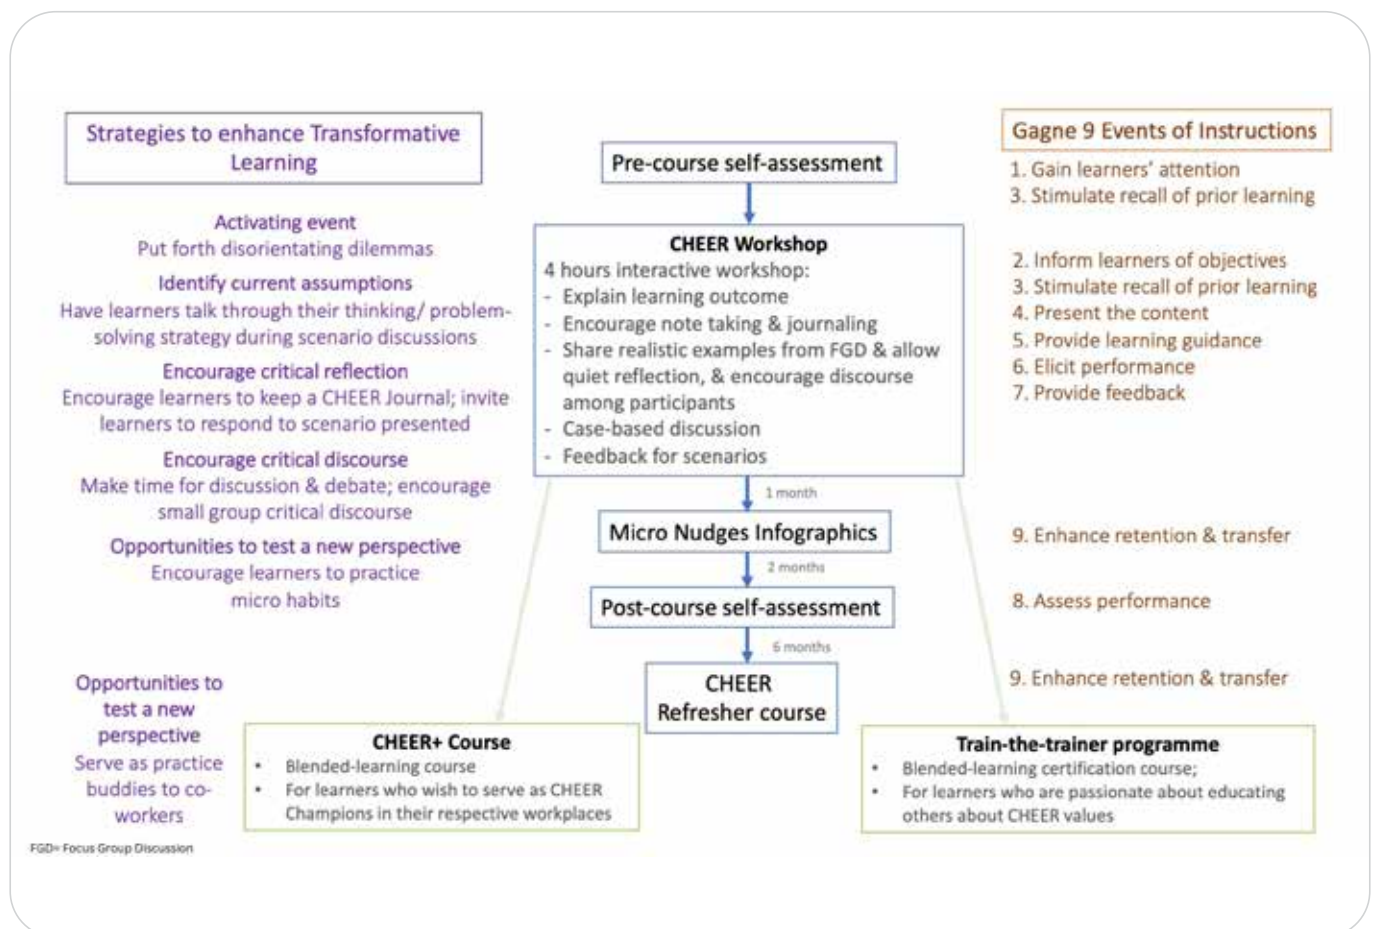 Strategies to enhance Transformative
Learning
Activating event
Put forth disorientating dilemmas
Identify current assumptions
Have learners talk through their thinking/ problem-
solving strategy during scenario discussions
Encourage critical reflection
Encourage learners to keep a CHEER Journal; invite
learners to respond to scenario presented
Encourage critical discourse
Make time for discussion & debate; encourage
small group critical discourse
Opportunities to test a new perspective
Encourage learners to practice
micro habits
Opportunities to
test a new
perspective
Serve as practice
buddies to co-
workers
Pre-course self-assessment
CHEER Workshop
4 hours interactive workshop:
- Explain learning outcome
- Encourage note taking & journaling
- Share realistic examples from FGD & allow
quiet reflection, & encourage discourse
among participants
- Case-based discussion
- Feedback for scenarios
1 month
Micro Nudges Infographics
2 months
Post-course self-assessment
6 months
CHEER
Refresher course
CHEER+ Course
• Blended-learning course
• For learners who wish to serve as CHEER
Champions in their respective workplaces
Gagne 9 Events of Instructions
1. Gain learners' attention
3. Stimulate recall of prior learning
2. Inform learners of objectives
3. Stimulate recall of prior learning
4. Present the content
5. Provide learning guidance
6. Elicit performance
7. Provide feedback
9. Enhance retention & transfer
8. Assess performance
9. Enhance retention & transfer
Train-the-trainer programme
• Blended-learning certification course;
• For learners who are passionate about educating
others about CHEER values
FGD= Focus Group Discussion